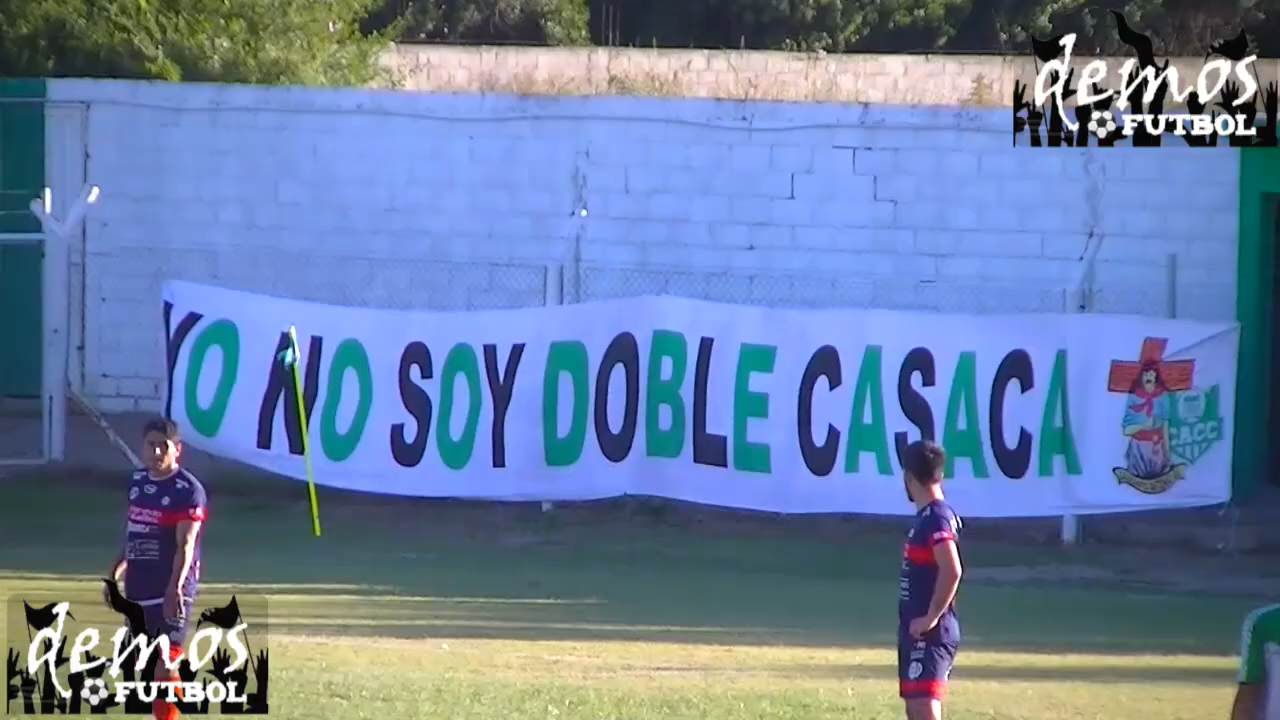 demos
FUTBOL
YO NO SOY DOBLE CASACA
CACC
demos
FUTBOL